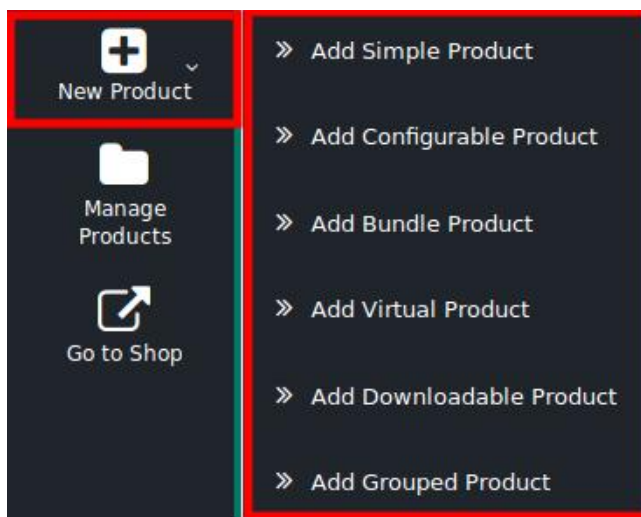 New Product
Manage
Products
Go to Shop
Add Simple Product
Add Configurable Product
Add Bundle Product
Add Virtual Product
Add Downloadable Product
Add Grouped Product